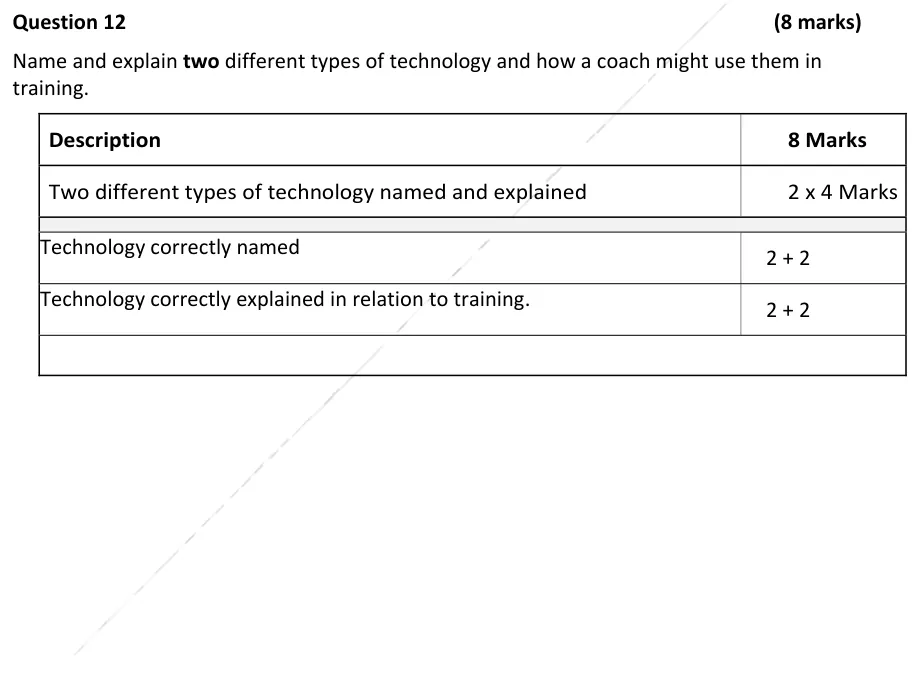 Question 12 (8 marks)
Name and explain two different types of technology and how a coach might use them in
training.
Description 8 Marks
Two different types of technology named and explained 2 x 4 Marks
Technology correctly named 2 + 2
Technology correctly explained in relation to training. 2 + 2